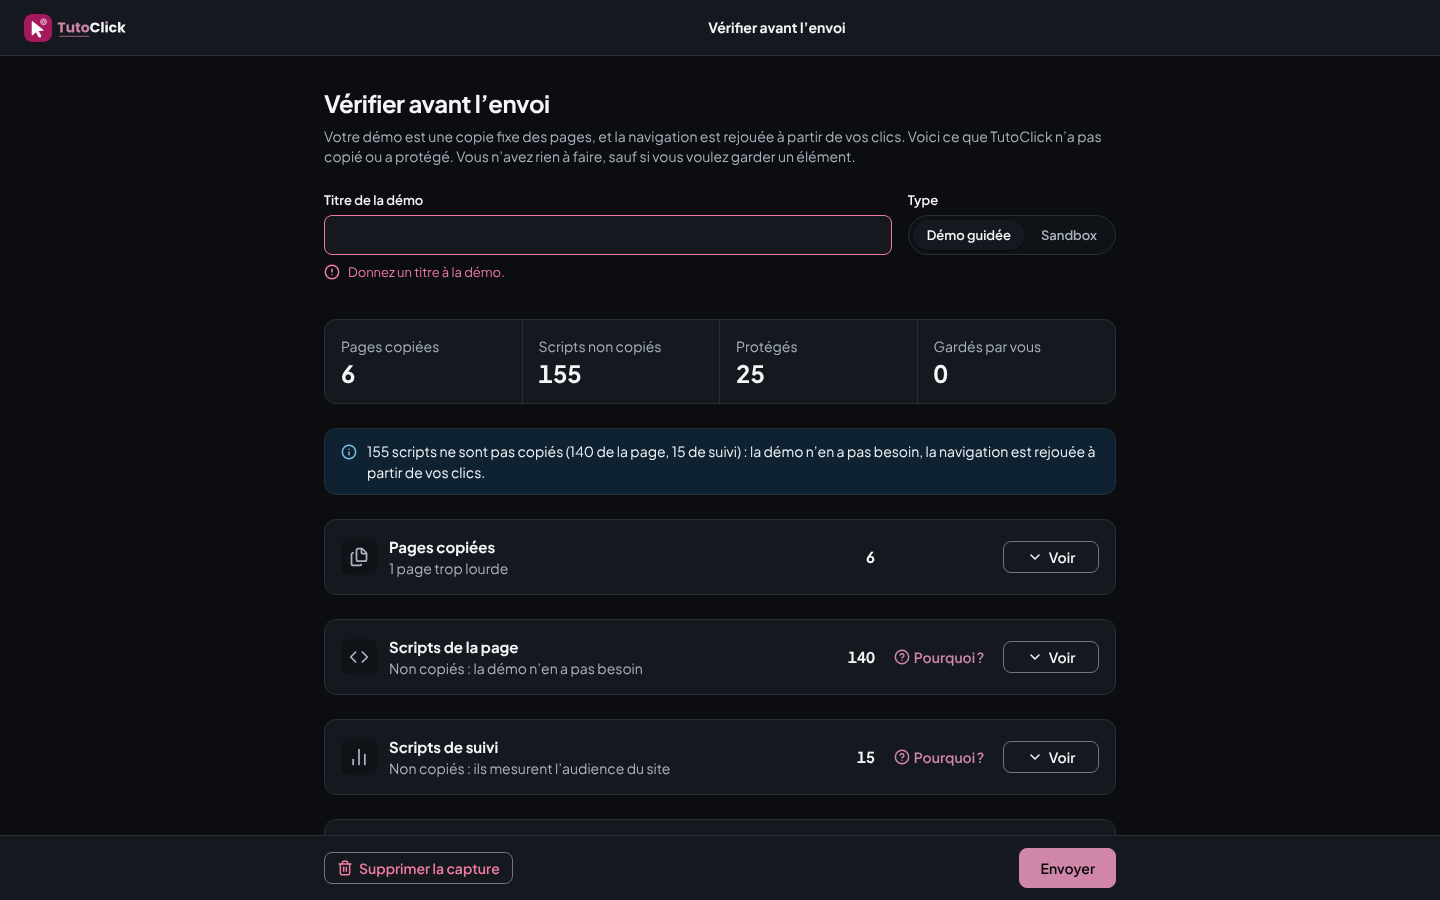 TutoClick
Vérifier avant l’envoi
Vérifier avant l’envoi
Votre démo est une copie fixe des pages, et la navigation est rejouée à partir de vos clics. Voici ce que TutoClick n’a pas
copié ou a protégé. Vous n’avez rien à faire, sauf si vous voulez garder un élément.
Titre de la démo
Type
Démo guidée
Sandbox
Donnez un titre à la démo.
Pages copiées
6
Scripts non copiés
155
Protégés
25
Gardés par vous
0
155 scripts ne sont pas copiés (140 de la page, 15 de suivi) : la démo n’en a pas besoin, la navigation est rejouée à
partir de vos clics.
Pages copiées
1 page trop lourde
6
Voir
Scripts de la page
Non copiés : la démo n’en a pas besoin
140
Pourquoi ?
Voir
Scripts de suivi
Non copiés : ils mesurent l’audience du site
15
Pourquoi ?
Voir
Supprimer la capture
Envoyer